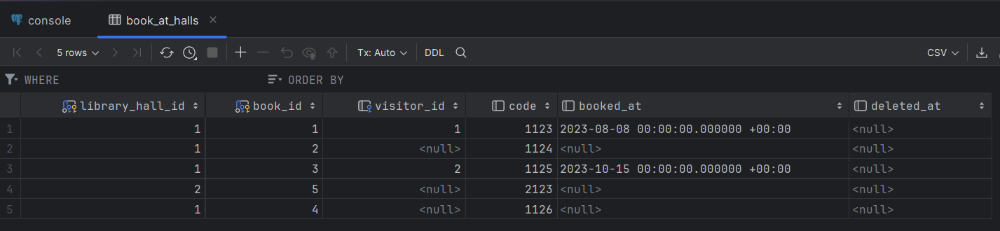 console book_at_halls
5 rows Tx: Auto DDL CSV
WHERE ORDER BY
library_hall_id book_id visitor_id code booked_at deleted_at
1 1 1 1 1123 2023-08-08 00:00:00.000000 +00:00 <null>
2 1 2 <null> 1124 <null> <null>
3 1 3 2 1125 2023-10-15 00:00:00.000000 +00:00 <null>
4 2 5 <null> 2123 <null> <null>
5 1 4 <null> 1126 <null> <null>